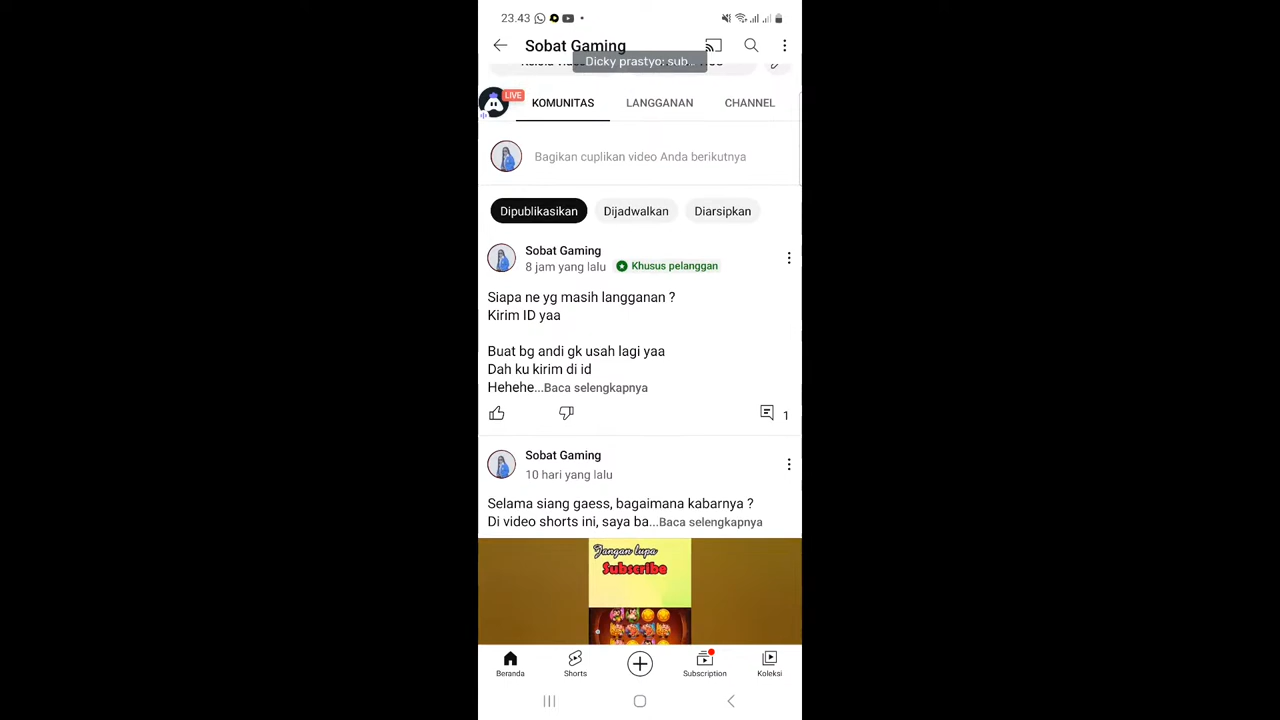 23.43
Sobat Gaming
Dicky prastyo: sub...
LIVE
KOMUNITAS
LANGGANAN
CHANNEL
Bagikan cuplikan video Anda berikutnya
Dipublikasikan
Dijadwalkan
Diarsipkan
Sobat Gaming
8 jam yang lalu
Khusus pelanggan
Siapa ne yg masih langganan ?
Kirim ID yaa
Buat bg andi gk usah lagi yaa
Dah ku kirim di id
Hehehe...Baca selengkapnya
1
Sobat Gaming
10 hari yang lalu
Selama siang gaess, bagaimana kabarnya ?
Di video shorts ini, saya ba...Baca selengkapnya
Jangan lupa
Subscribe
Beranda
Shorts
Subscription
Koleksi